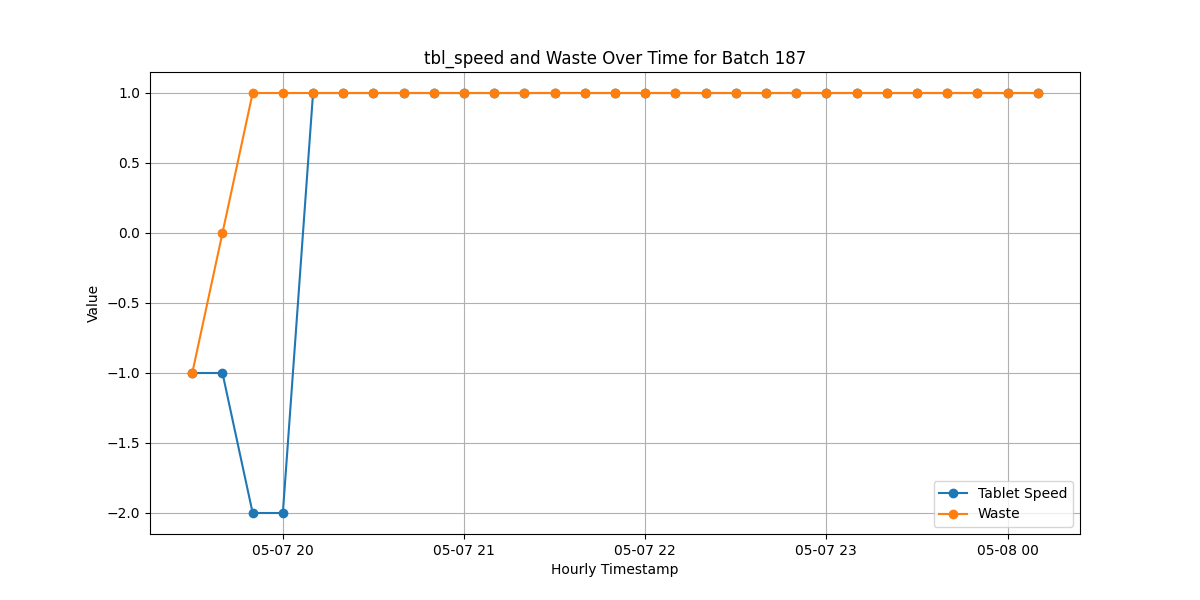 tbl_speed and Waste Over Time for Batch 187
Value
1.0
0.5
0.0
−0.5
−1.0
−1.5
−2.0
Tablet Speed
Waste
05-07 20
05-07 21
05-07 22
05-07 23
05-08 00
Hourly Timestamp